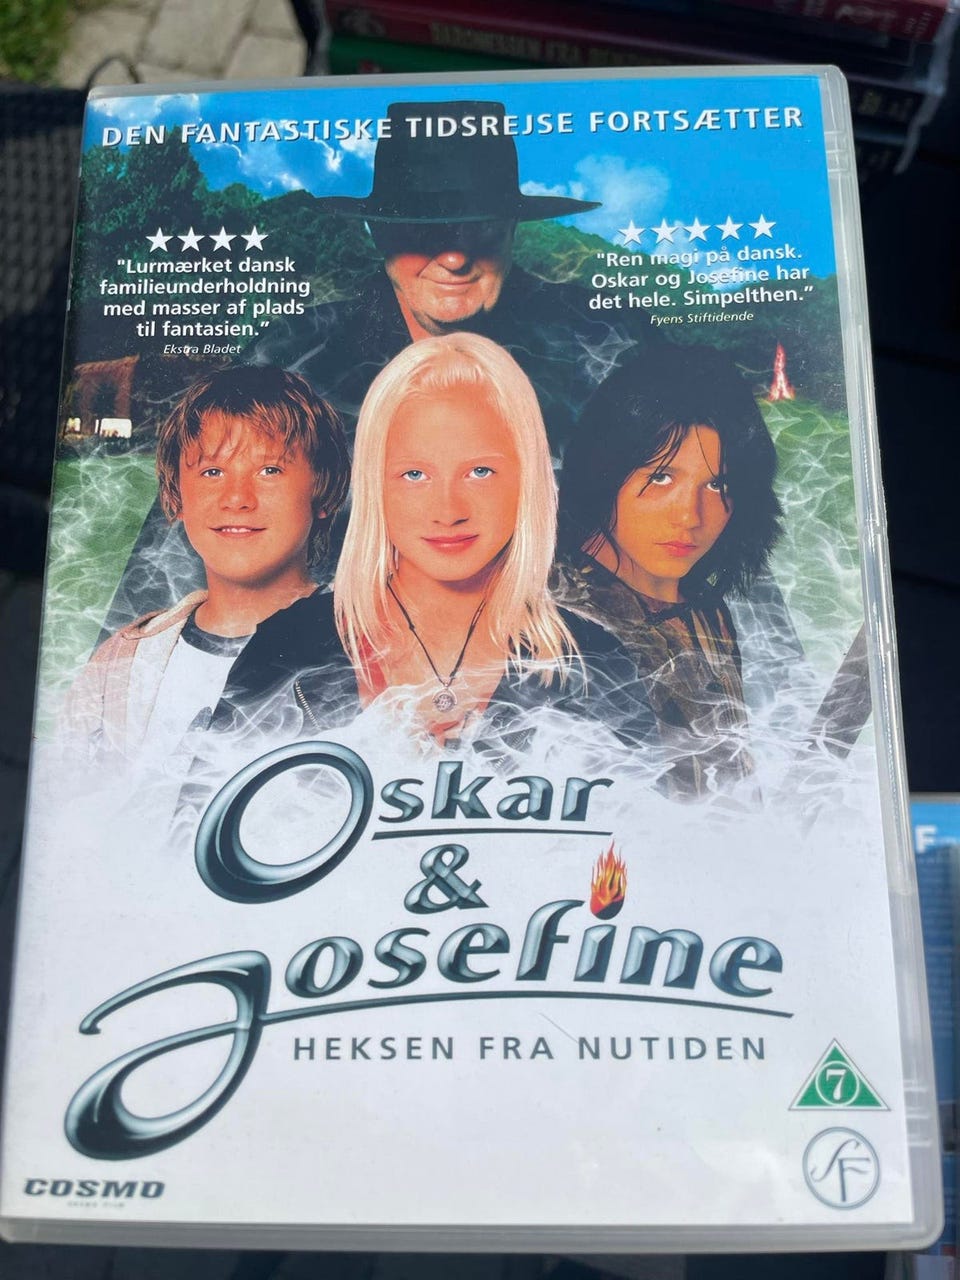 DEN FANTASTISKE TIDSREJSE FORTSÆTTER
"Lurmærket dansk
familieunderholdning
med masser af plads
til fantasien."
Ekstra Bladet
"Ren magi på dansk.
Oskar og Josefine har
det hele. Simpelthen."
Fyens Stiftidende
Oskar
&
Josefine
HEKSEN FRA NUTIDEN
7
SF
COSMO
F